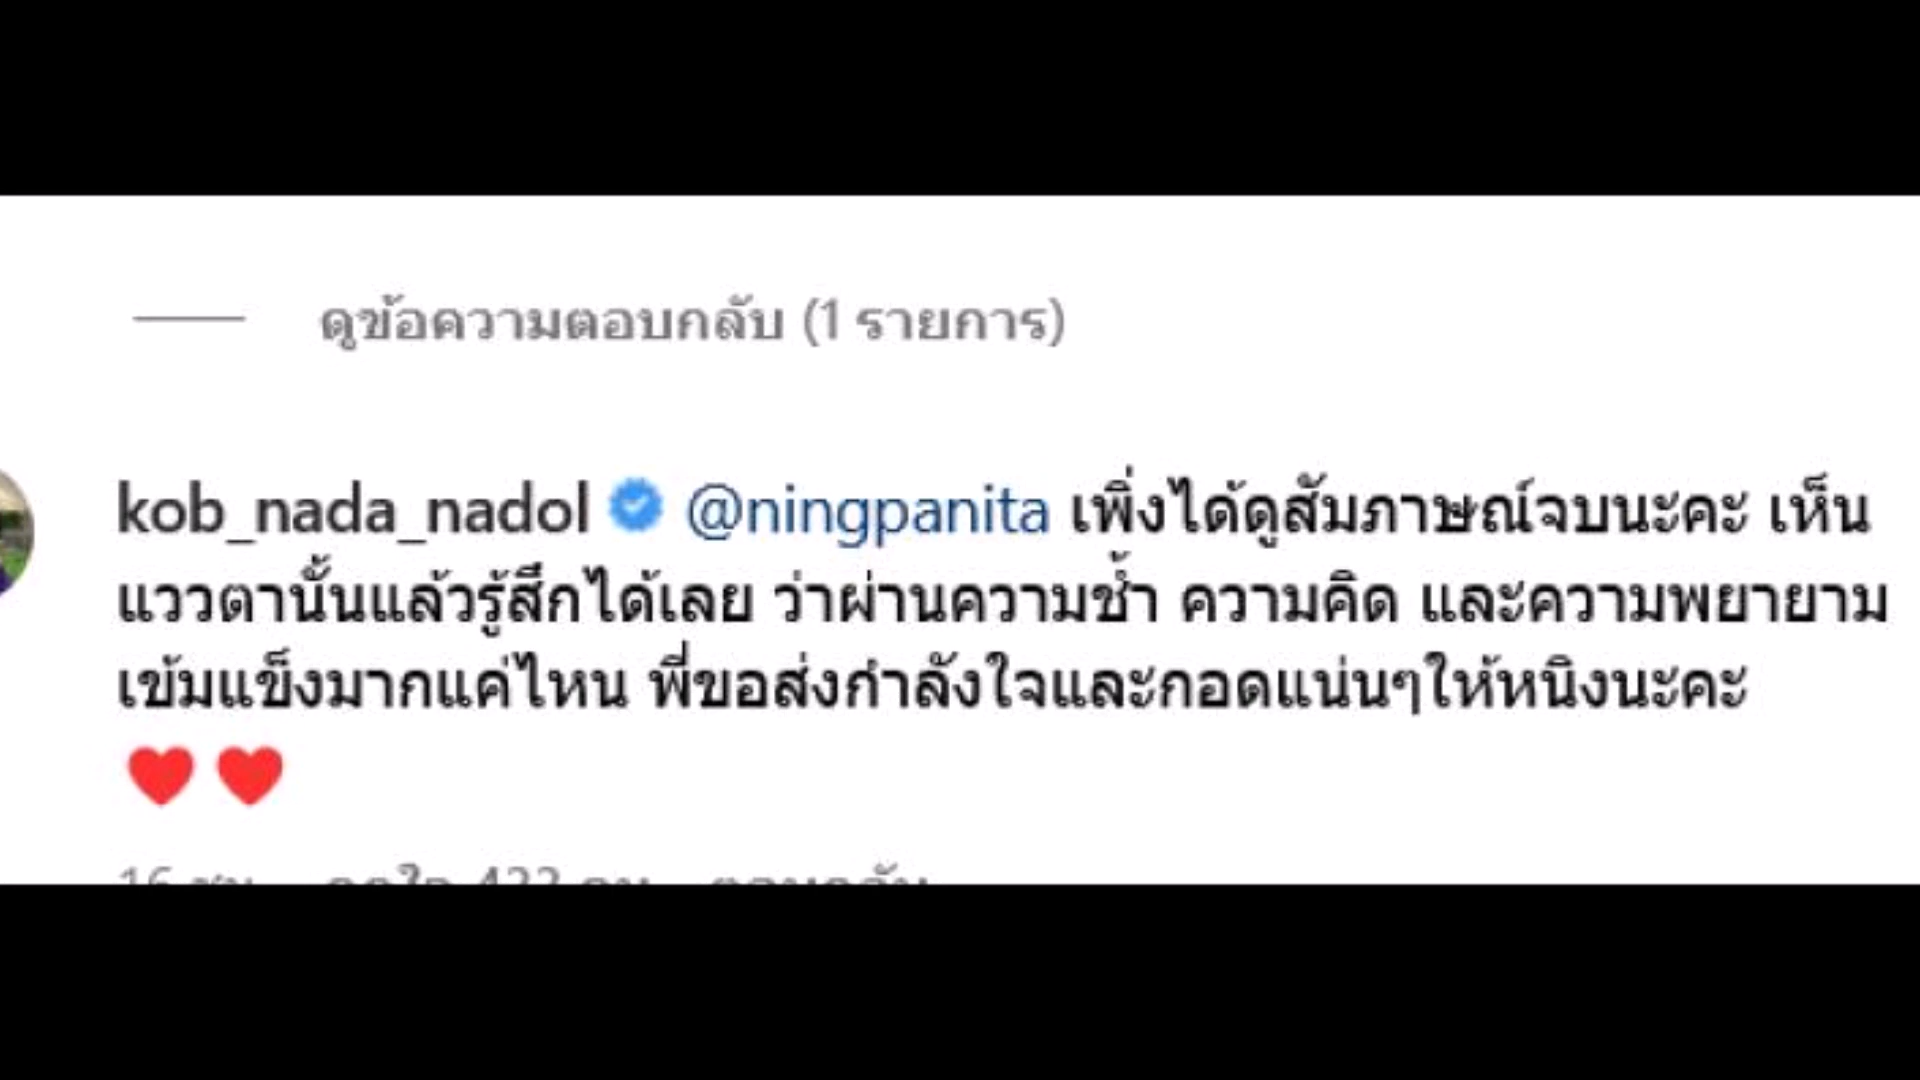 ดูข้อความตอบกลับ (1 รายการ)
kob_nada_nadol @ningpanita เพิ่งได้ดูสัมภาษณ์จบนะคะ เห็น
แววตานั้นแล้วรู้สึกได้เลย ว่าผ่านความช้ำ ความคิด และความพยายาม
เข้มแข็งมากแค่ไหน พี่ขอส่งกำลังใจและกอดแน่นๆให้หนิงนะคะ
❤️ ❤️